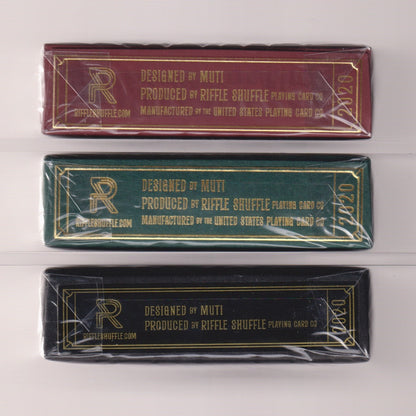 R
RIFFLESHUFFLE.COM
DESIGNED BY MUTI
PRODUCED BY RIFFLE SHUFFLE PLAYING CARD CO
MANUFACTURED BY THE UNITED STATES PLAYING CARD CO
2020
R
RIFFLESHUFFLE.COM
DESIGNED BY MUTI
PRODUCED BY RIFFLE SHUFFLE PLAYING CARD CO
MANUFACTURED BY THE UNITED STATES PLAYING CARD CO
2020
R
RIFFLESHUFFLE.COM
DESIGNED BY MUTI
PRODUCED BY RIFFLE SHUFFLE PLAYING CARD CO
2020